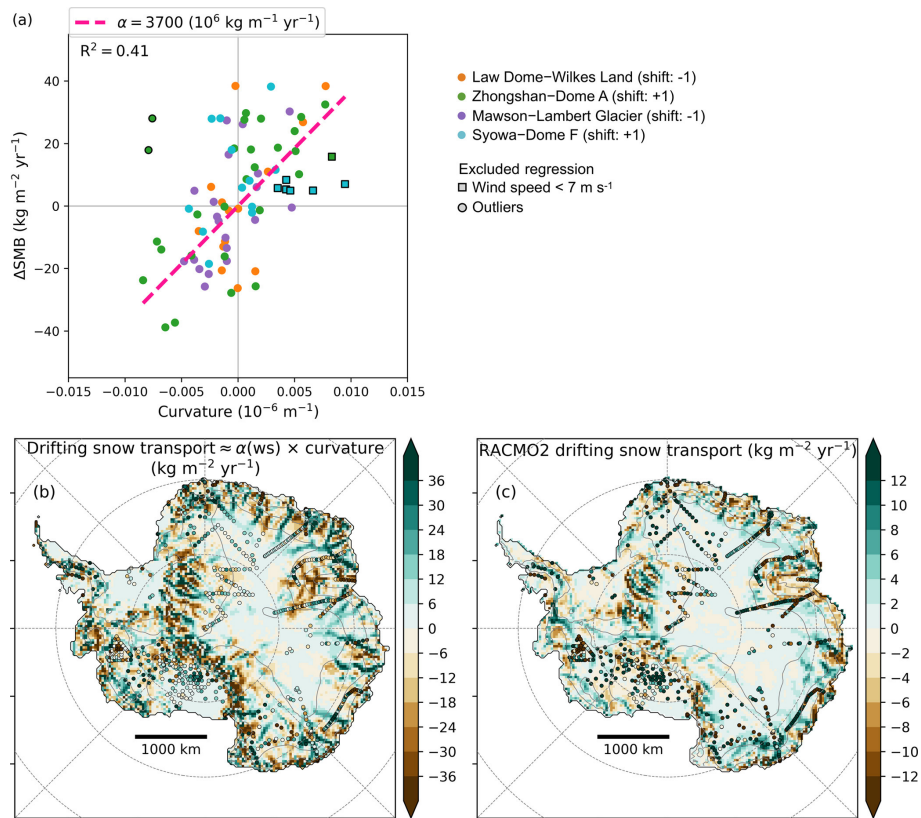 (a)
α = 3700 (10⁶ kg m⁻¹ yr⁻¹)
R² = 0.41
40
20
0
−20
−40
ΔSMB (kg m⁻² yr⁻¹)
−0.015
−0.010
−0.005
0.000
0.005
0.010
0.015
Curvature (10⁻⁶ m⁻¹)
Law Dome−Wilkes Land (shift: -1)
Zhongshan−Dome A (shift: +1)
Mawson−Lambert Glacier (shift: -1)
Syowa−Dome F (shift: +1)
Excluded regression
Wind speed < 7 m s⁻¹
Outliers
Drifting snow transport ≈ α(ws) × curvature
(kg m⁻² yr⁻¹)
(b)
1000 km
36
30
24
18
12
6
0
−6
−12
−18
−24
−30
−36
RACMO2 drifting snow transport (kg m⁻² yr⁻¹)
(c)
1000 km
12
10
8
6
4
2
0
−2
−4
−6
−8
−10
−12